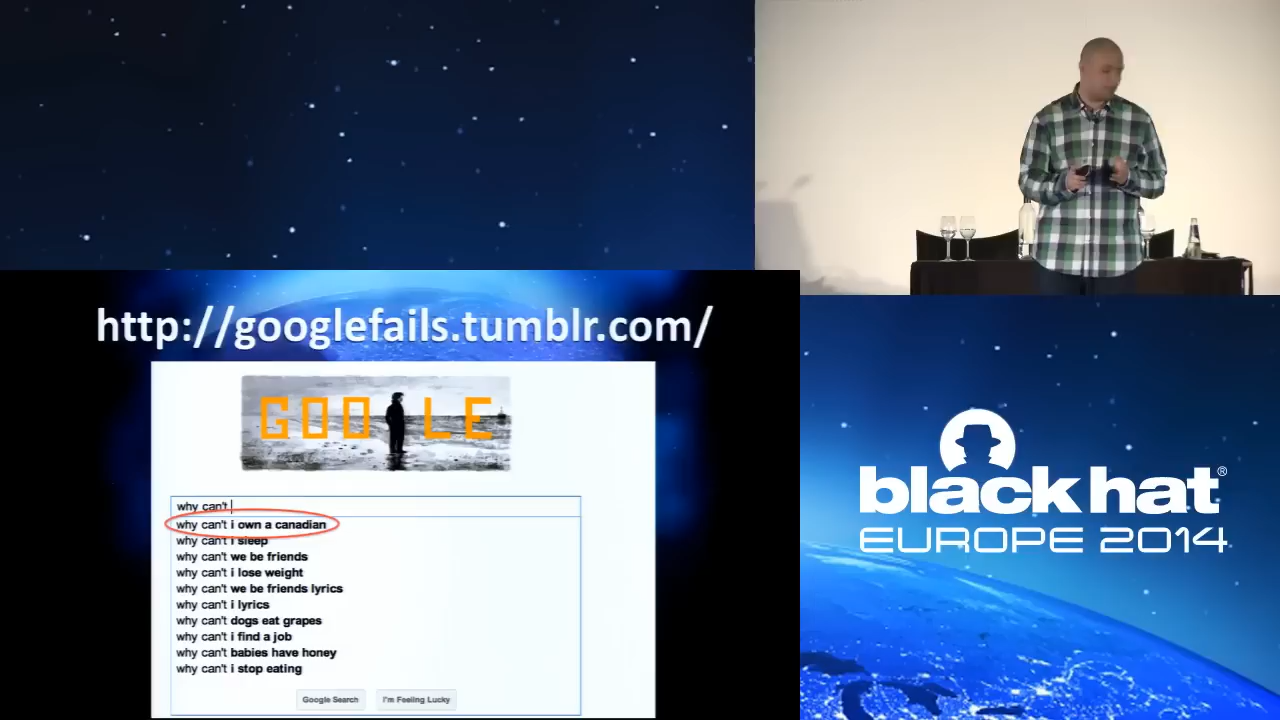 http://googlefails.tumblr.com/
GOO LE
why can't
why can't i own a canadian
why can't i sleep
why can't we be friends
why can't i lose weight
why can't we be friends lyrics
why can't i lyrics
why can't dogs eat grapes
why can't i find a job
why can't babies have honey
why can't i stop eating
Google Search
I'm Feeling Lucky
black hat®
EUROPE 2014